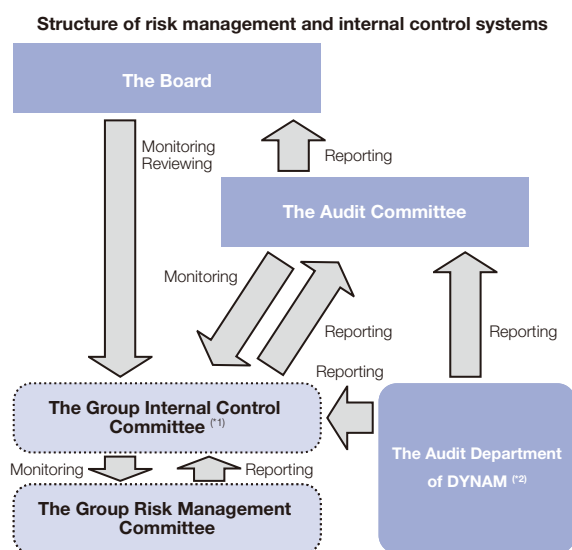 Structure of risk management and internal control systems
The Board
Monitoring
Reviewing
Reporting
The Audit Committee
Monitoring
Reporting
Reporting
Reporting
The Group Internal Control
Committee (*1)
The Audit Department
of DYNAM (*2)
Monitoring
Reporting
The Group Risk Management
Committee